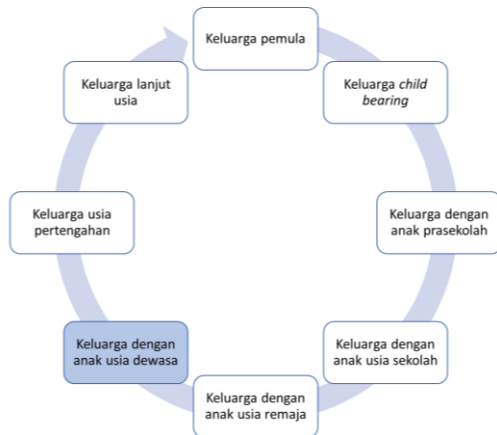 Keluarga pemula
Keluarga child
bearing
Keluarga dengan
anak prasekolah
Keluarga dengan
anak usia sekolah
Keluarga dengan
anak usia remaja
Keluarga dengan
anak usia dewasa
Keluarga usia
pertengahan
Keluarga lanjut
usia